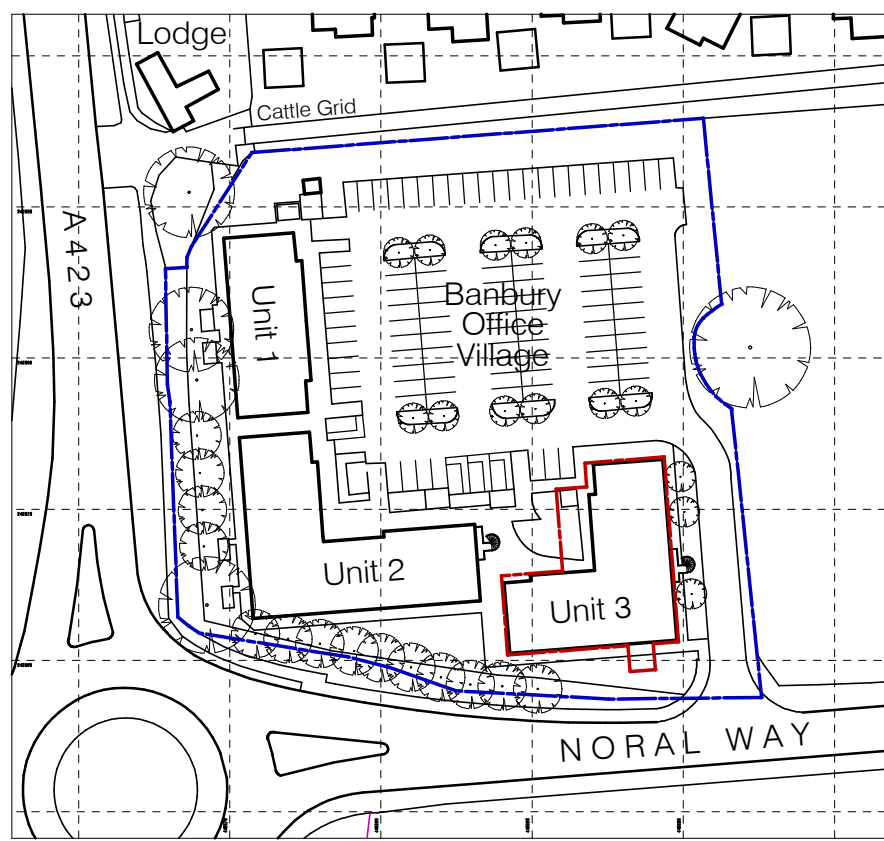 Lodge
Cattle Grid
A423
Unit 1
Banbury
Office
Village
Unit 2
Unit 3
NORAL WAY